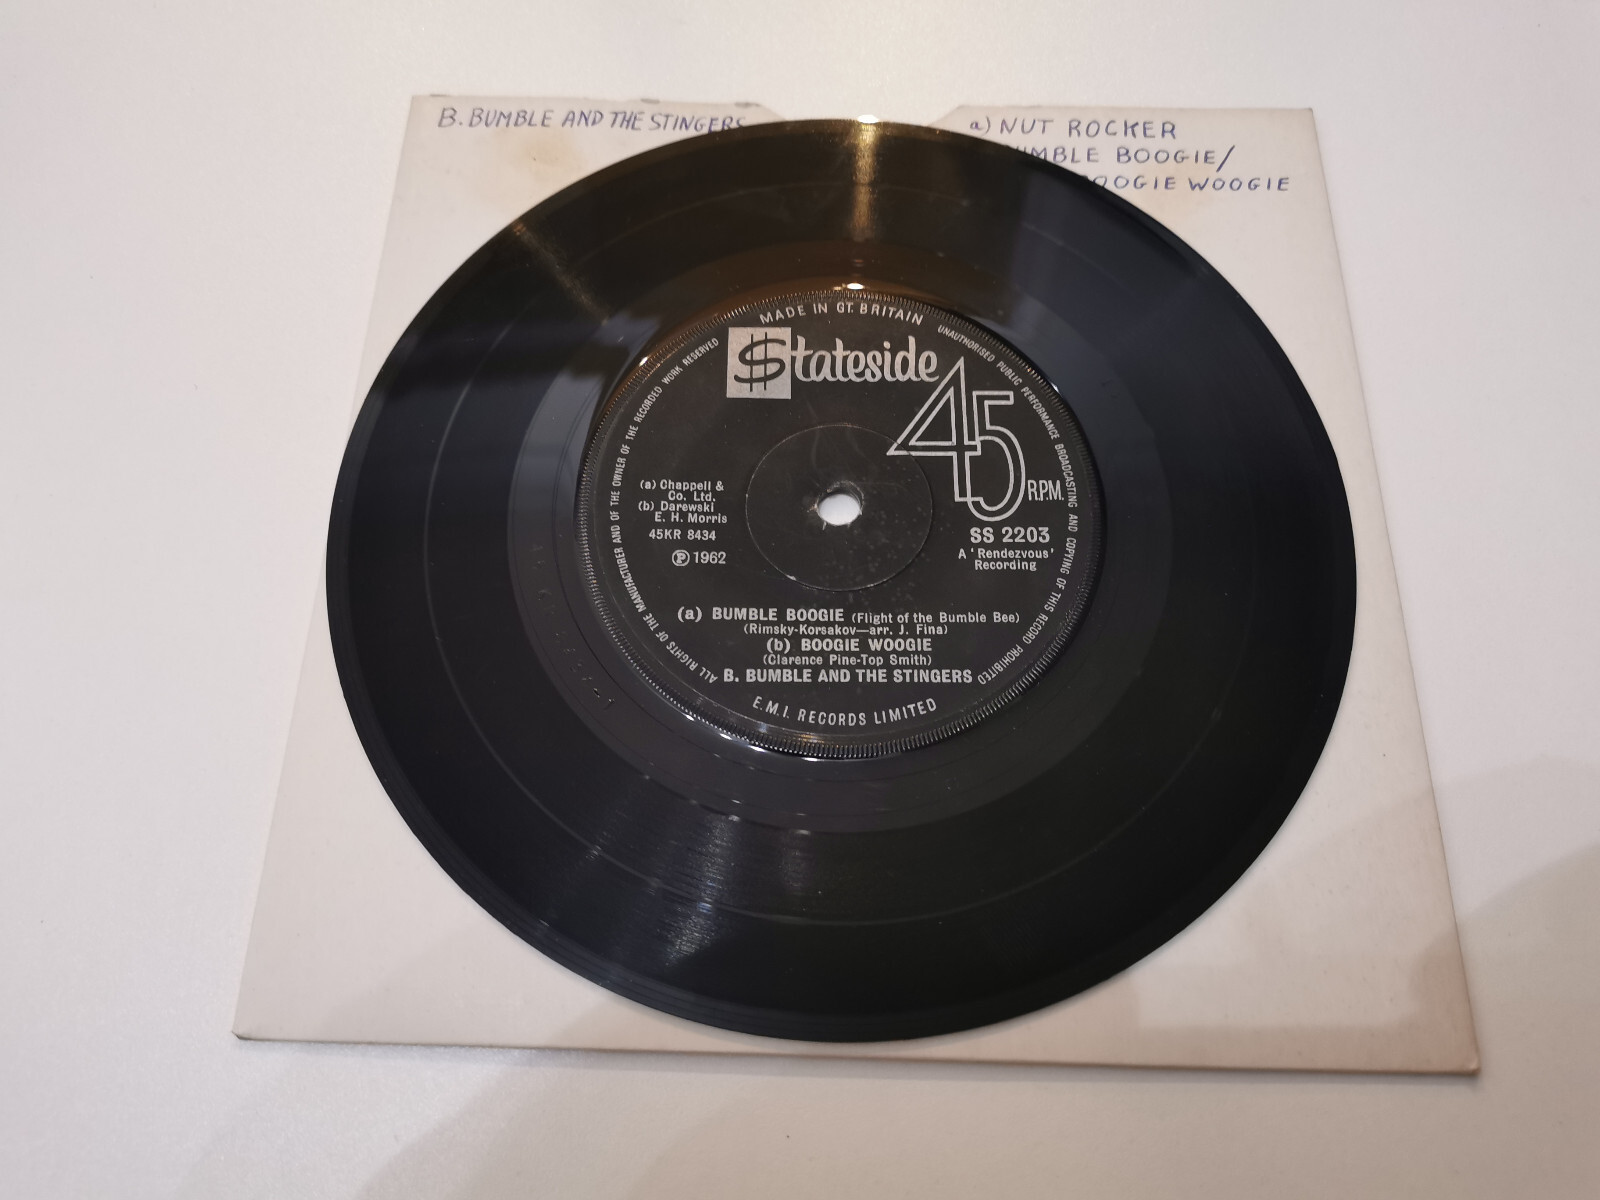 B. BUMBLE AND THE STINGERS
a) NUT ROCKER
BUMBLE BOOGIE/
BOOGIE WOOGIE
MADE IN GT. BRITAIN
UNAUTHORISED PUBLIC PERFORMANCE BROADCASTING AND COPYING OF THIS RECORD PROHIBITED
ALL RIGHTS OF THE MANUFACTURER AND OF THE OWNER OF THE RECORDED WORK RESERVED
$tateside
45
R.P.M.
(a) Chappell &
Co. Ltd.
(b) Darewski
E. H. Morris
45KR 8434
Ⓟ 1962
SS 2203
A 'Rendezvous'
Recording
(a) BUMBLE BOOGIE (Flight of the Bumble Bee)
(Rimsky-Korsakov—arr. J. Fina)
(b) BOOGIE WOOGIE
(Clarence Pine-Top Smith)
B. BUMBLE AND THE STINGERS
E.M.I. RECORDS LIMITED